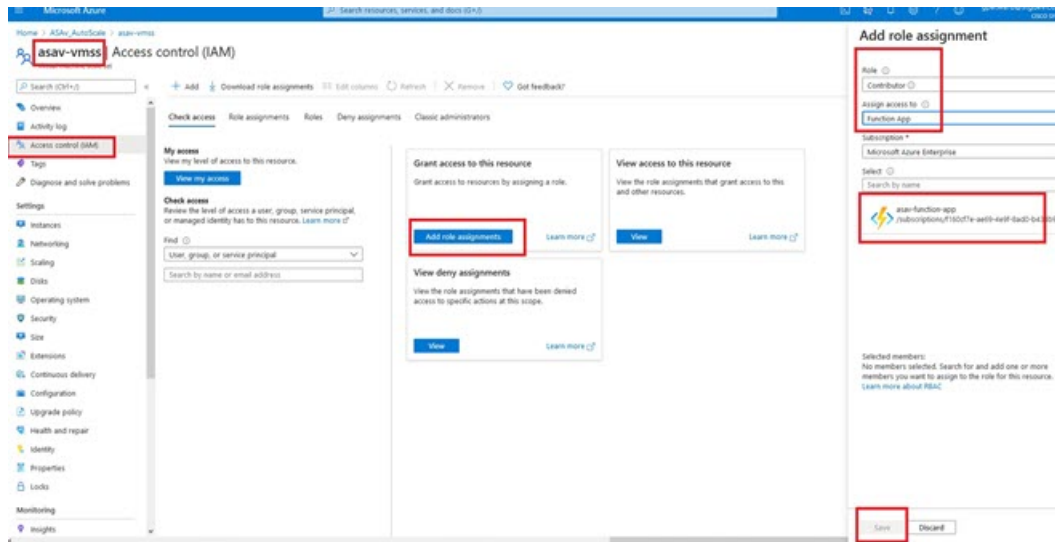 Microsoft Azure
Search resources, services, and docs (G+/)
Home > ASAv_AutoScale > asav-vmss
asav-vmss | Access control (IAM)
Search (Ctrl+/)
Overview
Activity log
Access control (IAM)
Tags
Diagnose and solve problems
Settings
Instances
Networking
Scaling
Disks
Operating system
Security
Size
Extensions
Continuous delivery
Configuration
Upgrade policy
Health and repair
Identity
Properties
Locks
Monitoring
Insights
Add Download role assignments Edit columns Refresh Remove Got feedback?
Check access Role assignments Roles Deny assignments Classic administrators
My access
View my level of access to this resource.
View my access
Check access
Review the level of access a user, group, service principal,
or managed identity has to this resource. Learn more
Find
User, group, or service principal
Search by name or email address
Grant access to this resource
Grant access to resources by assigning a role.
Add role assignments Learn more
View access to this resource
View the role assignments that grant access to this
and other resources.
View Learn more
View deny assignments
View the role assignments that have been denied
access to specific actions at this scope.
View Learn more
Add role assignment
Role
Contributor
Assign access to
Function App
Subscription *
Microsoft Azure Enterprise
Select
Search by name
asav-function-app
Selected members:
No members selected. Search for and add one or more
members you want to assign to the role for this resource.
Learn more about RBAC
Save Discard